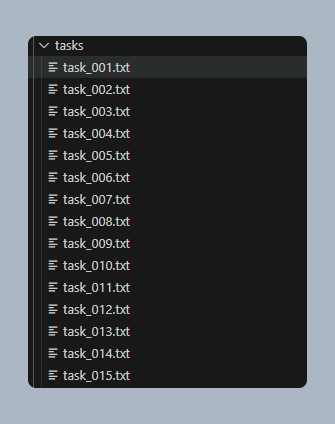 tasks
task_001.txt
task_002.txt
task_003.txt
task_004.txt
task_005.txt
task_006.txt
task_007.txt
task_008.txt
task_009.txt
task_010.txt
task_011.txt
task_012.txt
task_013.txt
task_014.txt
task_015.txt